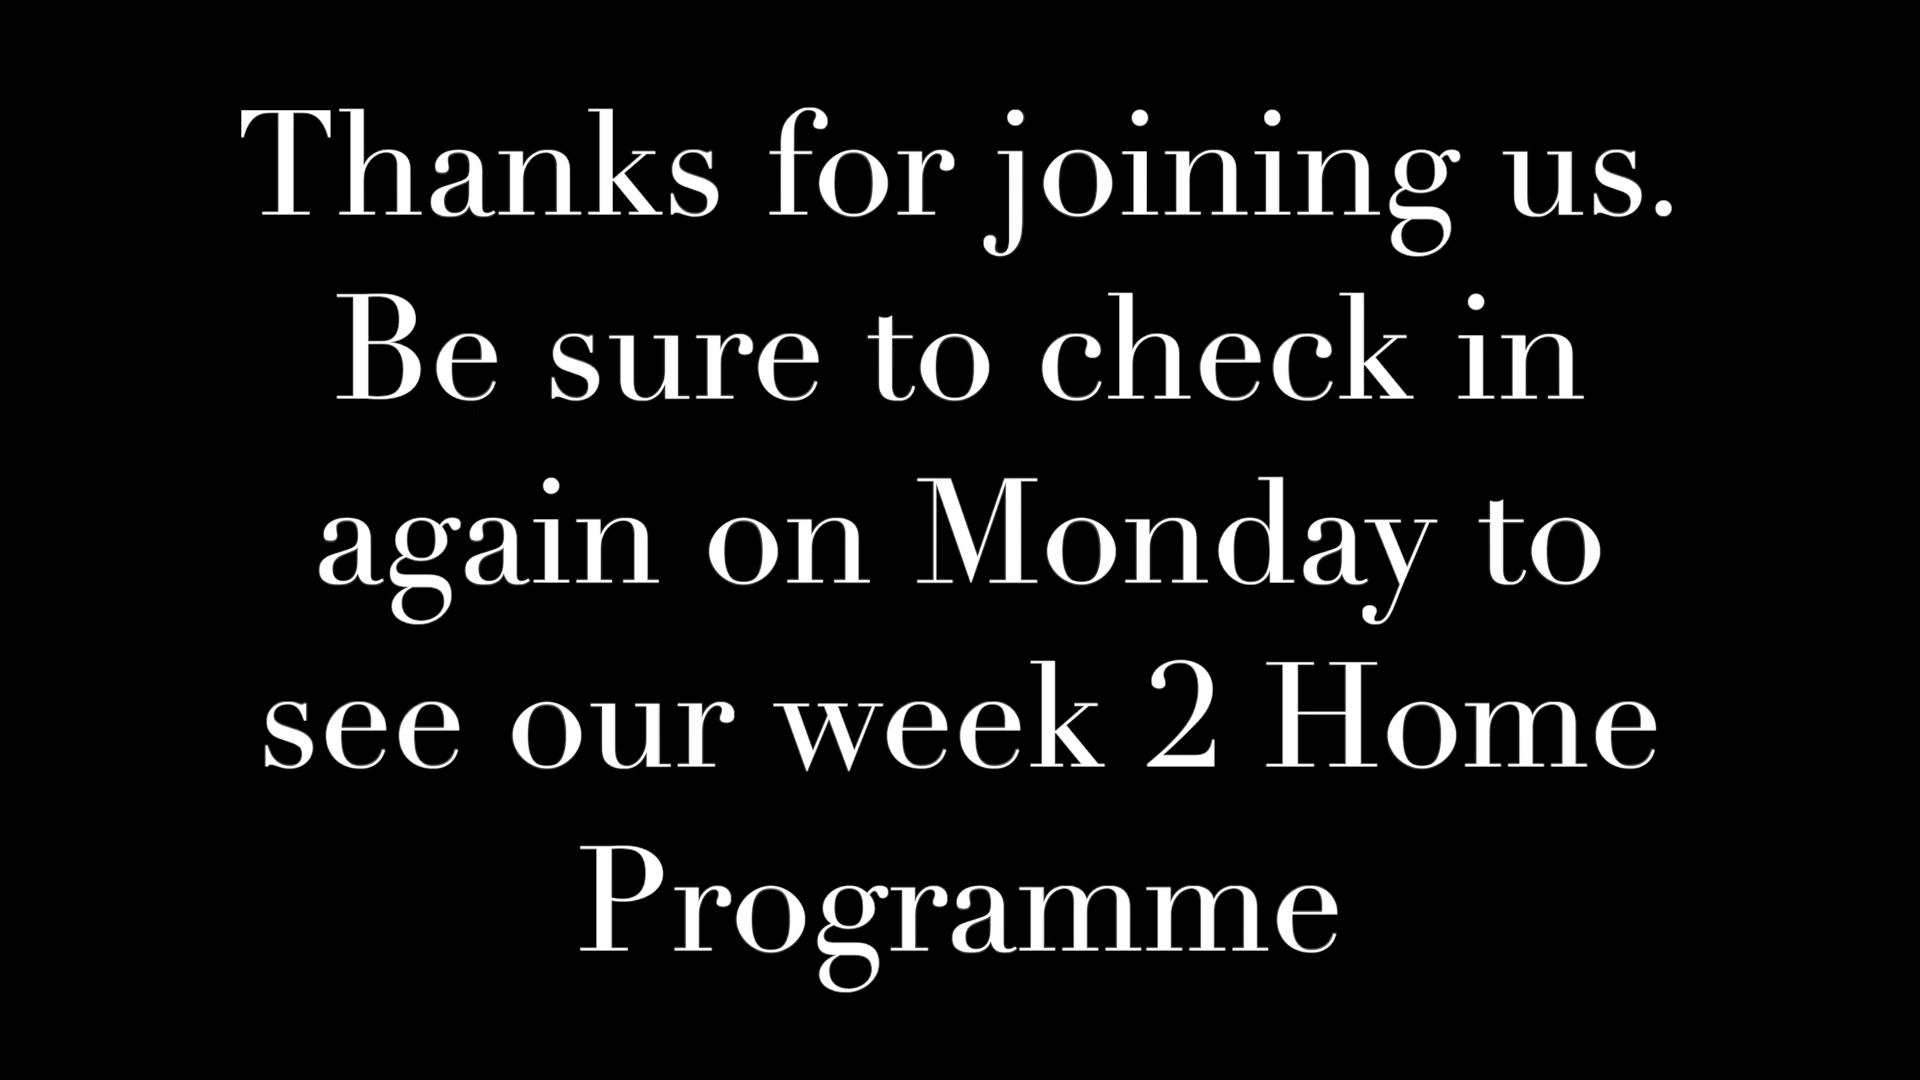 Thanks for joining us.
Be sure to check in
again on Monday to
see our week 2 Home
Programme